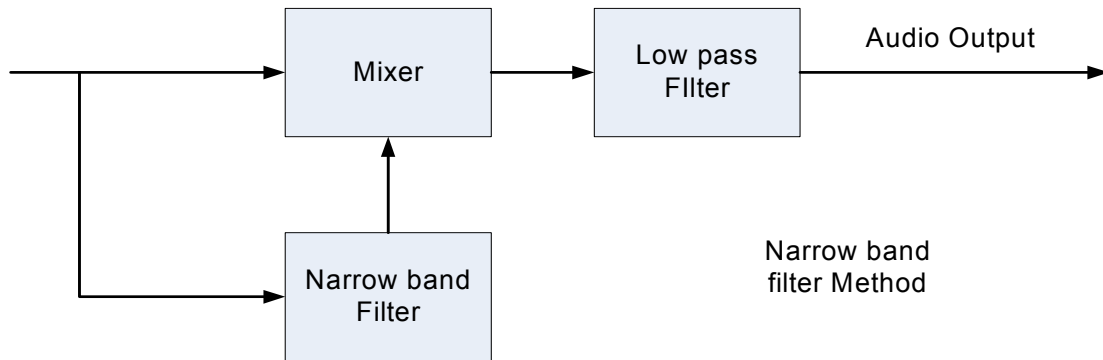 Mixer
Low pass
FIlter
Audio Output
Narrow band
Filter
Narrow band
filter Method